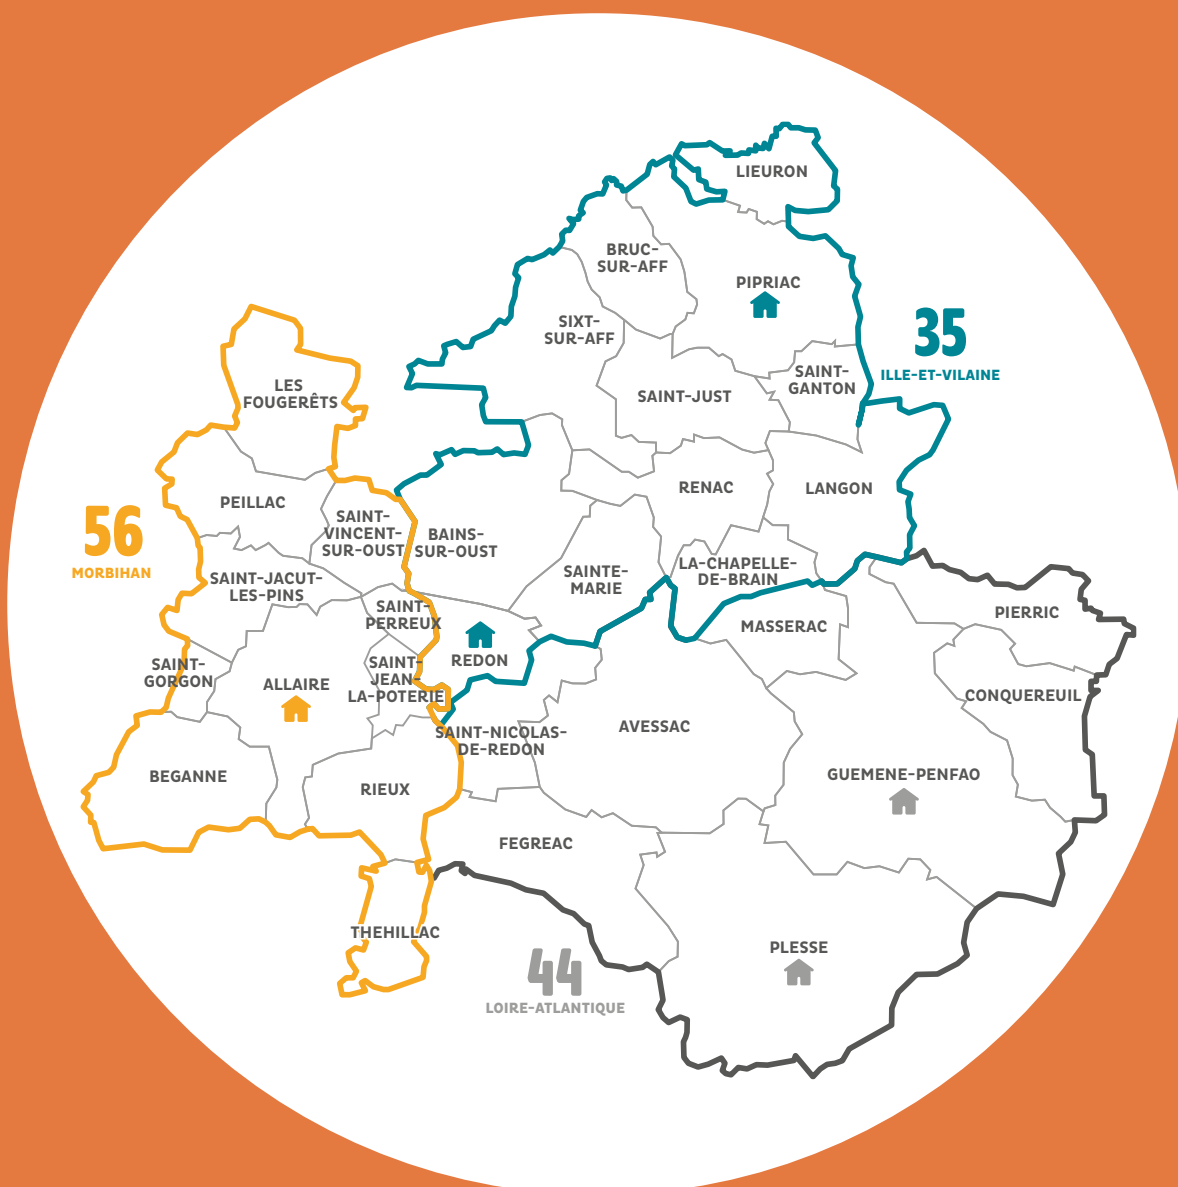 LIEURON
BRUC-
SUR-AFF
PIPRIAC
SIXT-
SUR-AFF
35
ILLE-ET-VILAINE
SAINT-
GANTON
SAINT-JUST
LES
FOUGERÊTS
RENAC
LANGON
PEILLAC
56
MORBIHAN
SAINT-
VINCENT-
SUR-OUST
BAINS-
SUR-OUST
SAINT-JACUT-
LES-PINS
SAINTE-
MARIE
LA-CHAPELLE-
DE-BRAIN
SAINT-
PERREUX
MASSERAC
PIERRIC
SAINT-
GORGON
ALLAIRE
SAINT-
JEAN-
LA-POTERIE
REDON
CONQUEREUIL
SAINT-NICOLAS-
DE-REDON
AVESSAC
BEGANNE
RIEUX
GUEMENE-PENFAO
FEGREAC
THEHILLAC
PLESSE
44
LOIRE-ATLANTIQUE